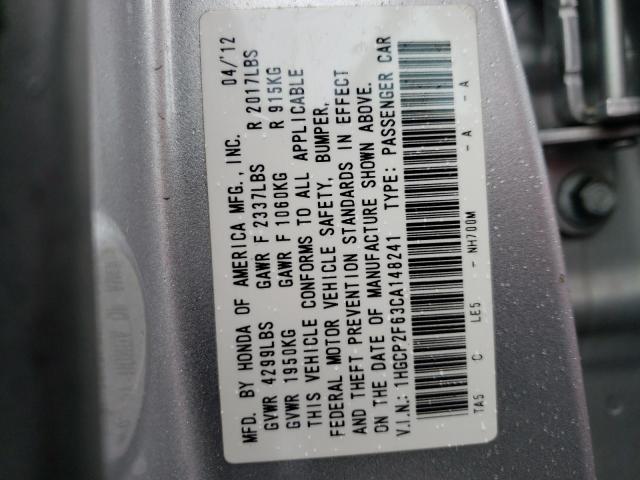 MFD. BY HONDA OF AMERICA MFG., INC. 04/'12
GVWR 4299LBS GAWR F 2337LBS R 2017LBS
GVWR 1950KG GAWR F 1060KG R 915KG
THIS VEHICLE CONFORMS TO ALL APPLICABLE
FEDERAL MOTOR VEHICLE SAFETY, BUMPER,
AND THEFT PREVENTION STANDARDS IN EFFECT
ON THE DATE OF MANUFACTURE SHOWN ABOVE.
V.I.N.: 1HGCP2F63CA148241 TYPE: PASSENGER CAR
TA5 C LE5 - NH700M - A - A